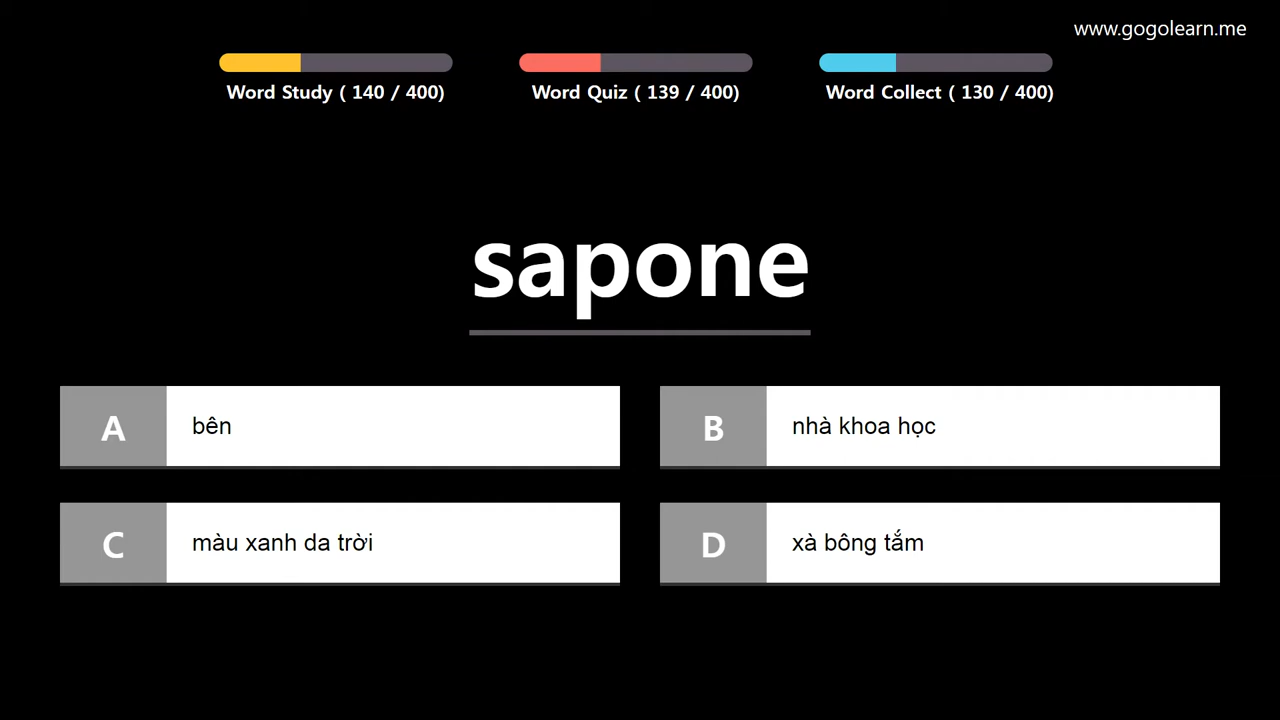 www.gogolearn.me
Word Study ( 140 / 400)
Word Quiz ( 139 / 400)
Word Collect ( 130 / 400)
sapone
A
bên
B
nhà khoa học
C
màu xanh da trời
D
xà bông tắm